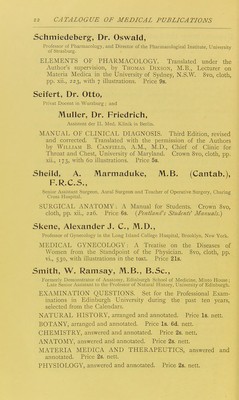 22 CATALOGUE OF MEDICAL PUBLICATIONS
Schmiedeberg, Dr. Oswald,
Professor of Pharmacology, and Director of the Pharmacological Institute, University
of Strassburg.
ELEMENTS OF PHARMACOLOGY. Translated under the
Author's supervision, by THOMAS DIXSON, M.B., Lecturer on
Materia Medica in the University of Sydney, N.S.W. 8vo, cloth,
pp. xii., 223, with 7 illustrations. Price 9s.
Seifert, Dr. Otto,
Privat Docent in Würzburg; and
Muller, Dr. Friedrich,
Assistent der II. Med. Klinik in Berlin.
MANUAL OF CLINICAL DIAGNOSIS. Third Edition, revised
and corrected. Translated with the permission of the Authors
by WILLIAM B. CANFIELD, A.M., M.D., Chief of Clinic for
Throat and Chest, University of Maryland. Crown 8vo, cloth, pp.
xii., 173, with 60 illustrations. Price 5s.
Sheild, A. Marmaduke, M.B. (Cantab.),
F.R.C.S.,
Senior Assistant Surgeon, Aural Surgeon and Teacher of Operative Surgery, Charing
Cross Hospital.
SURGICAL ANATOMY. A Manual for Students. Crown 8vo,
cloth, pp. xii., 226. Price 6s. (Pentland's Students' Manuals.)
Skene, Alexander J. C., M.D.,
Professor of Gynecology in the Long Island College Hospital, Brooklyn, New York.
MEDICAL GYNECOLOGY: A Treatise on the Diseases of
Women from the Standpoint of the Physician. 8vo, cloth, pp.
vi., 530, with illustrations in the text. Price 21s.
Smith, W. Ramsay, M.B., B.Sc.,
Formerly Demonstrator of Anatomy, Edinburgh School of Medicine, Minto House;
Late Senior Assistant to the Professor of Natural History, University of Edinburgh.
EXAMINATION QUESTIONS. Set for the Professional Exam-
inations in Edinburgh University during the past ten years,
selected from the Calendars.
NATURAL HISTORY, arranged and annotated. Price 1s. nett.
BOTANY, arranged and annotated. Price 1s. 6d. nett.
CHEMISTRY, answered and annotated. Price 2s. nett.
ANATOMY, answered and annotated. Price 2s. nett.
MATERIA MEDICA AND THERAPEUTICS, answered and
annotated. Price 2s. nett.
PHYSIOLOGY, answered and annotated. Price 2s. nett.